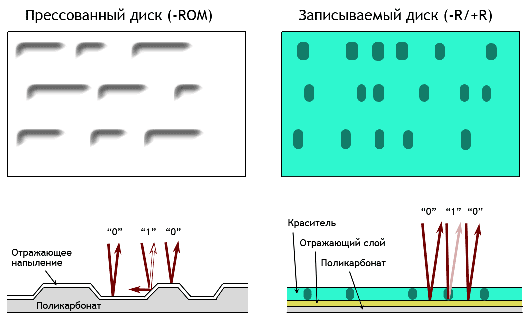 Прессованный диск (-ROM)
Записываемый диск (-R/+R)
"0" "1" "0"
Отражающее
напыление
Поликарбонат
"0" "1" "0"
Краситель
Отражающий слой
Поликарбонат